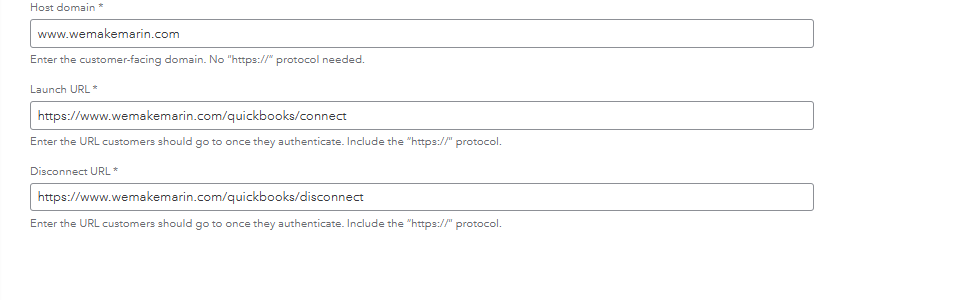 Host domain *
www.wemakemarin.com
Enter the customer-facing domain. No "https://" protocol needed.
Launch URL *
https://www.wemakemarin.com/quickbooks/connect
Enter the URL customers should go to once they authenticate. Include the "https://" protocol.
Disconnect URL *
https://www.wemakemarin.com/quickbooks/disconnect
Enter the URL customers should go to once they authenticate. Include the "https://" protocol.